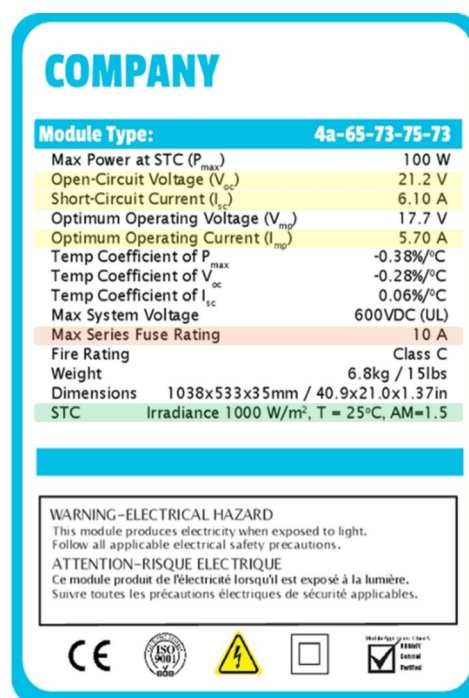 COMPANY
Module Type: 4a-65-73-75-73
Max Power at STC (Pmax) 100 W
Open-Circuit Voltage (Voc) 21.2 V
Short-Circuit Current (Isc) 6.10 A
Optimum Operating Voltage (Vmp) 17.7 V
Optimum Operating Current (Imp) 5.70 A
Temp Coefficient of Pmax -0.38%/°C
Temp Coefficient of Voc -0.28%/°C
Temp Coefficient of Isc 0.06%/°C
Max System Voltage 600VDC (UL)
Max Series Fuse Rating 10 A
Fire Rating Class C
Weight 6.8kg / 15lbs
Dimensions 1038x533x35mm / 40.9x21.0x1.37in
STC Irradiance 1000 W/m², T = 25°C, AM=1.5
WARNING-ELECTRICAL HAZARD
This module produces electricity when exposed to light.
Follow all applicable electrical safety precautions.
ATTENTION-RISQUE ELECTRIQUE
Ce module produit de l'électricité lorsqu'il est exposé à la lumière.
Suivre toutes les précautions électriques de sécurité applicables.
CE
ISO
9001